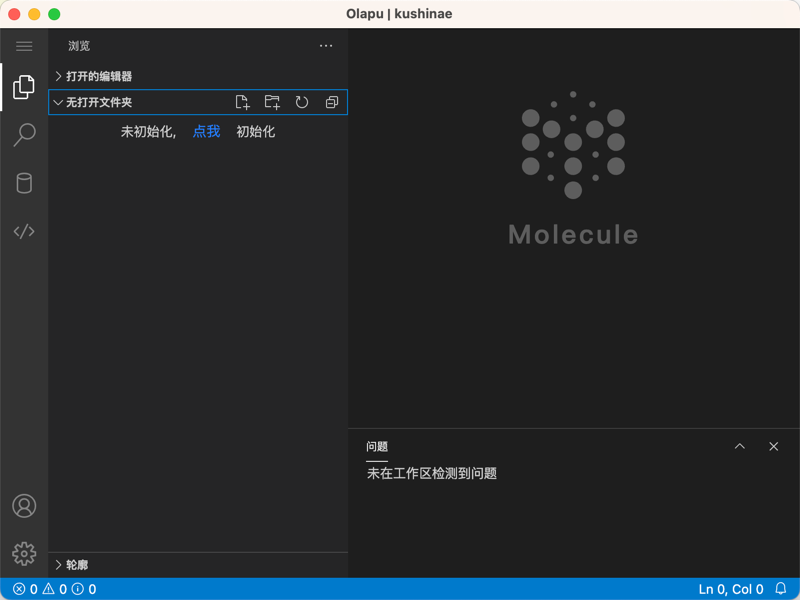 Olapu | kushinae
浏览
打开的编辑器
无打开文件夹
未初始化, 点我 初始化
Molecule
问题
未在工作区检测到问题
轮廓
0 0 0
Ln 0, Col 0